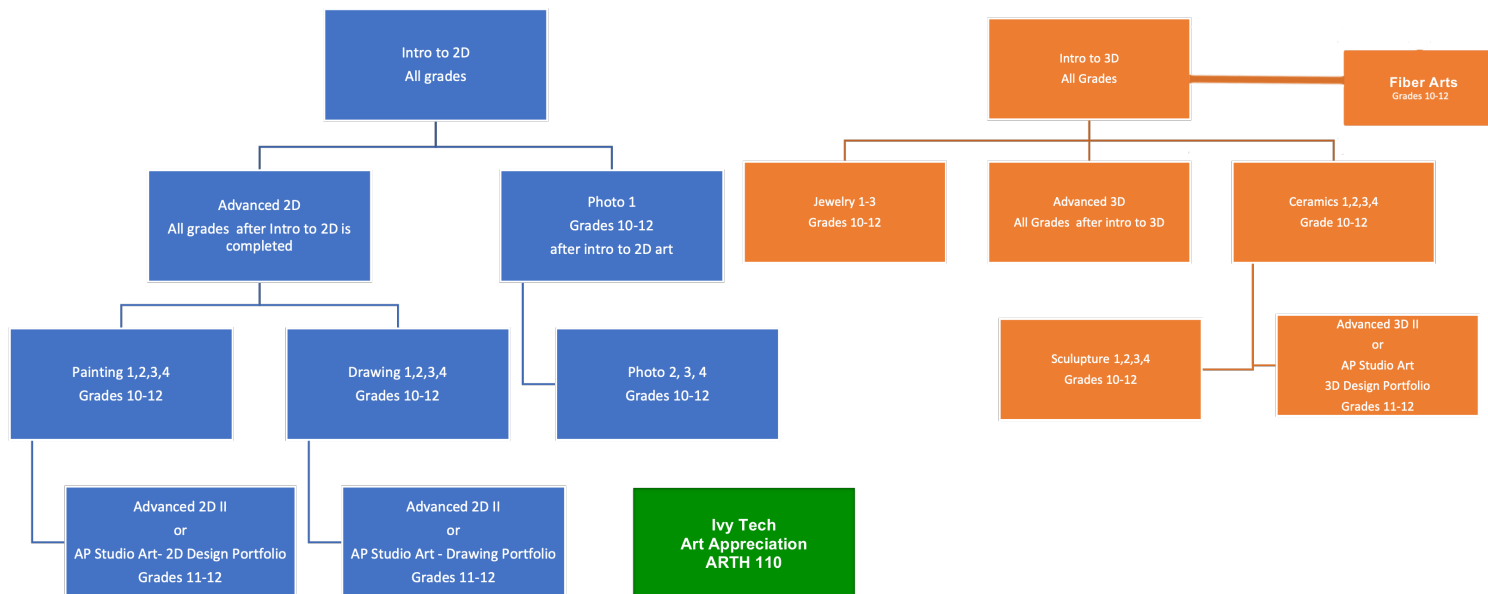 Intro to 2D
All grades
Intro to 3D
All Grades
Fiber Arts
Grades 10-12
Advanced 2D
All grades after Intro to 2D is
completed
Photo 1
Grades 10-12
after intro to 2D art
Jewelry 1-3
Grades 10-12
Advanced 3D
All Grades after intro to 3D
Ceramics 1,2,3,4
Grade 10-12
Painting 1,2,3,4
Grades 10-12
Drawing 1,2,3,4
Grades 10-12
Photo 2, 3, 4
Grades 10-12
Sculupture 1,2,3,4
Grades 10-12
Advanced 3D II
or
AP Studio Art
3D Design Portfolio
Grades 11-12
Advanced 2D II
or
AP Studio Art- 2D Design Portfolio
Grades 11-12
Advanced 2D II
or
AP Studio Art - Drawing Portfolio
Grades 11-12
Ivy Tech
Art Appreciation
ARTH 110